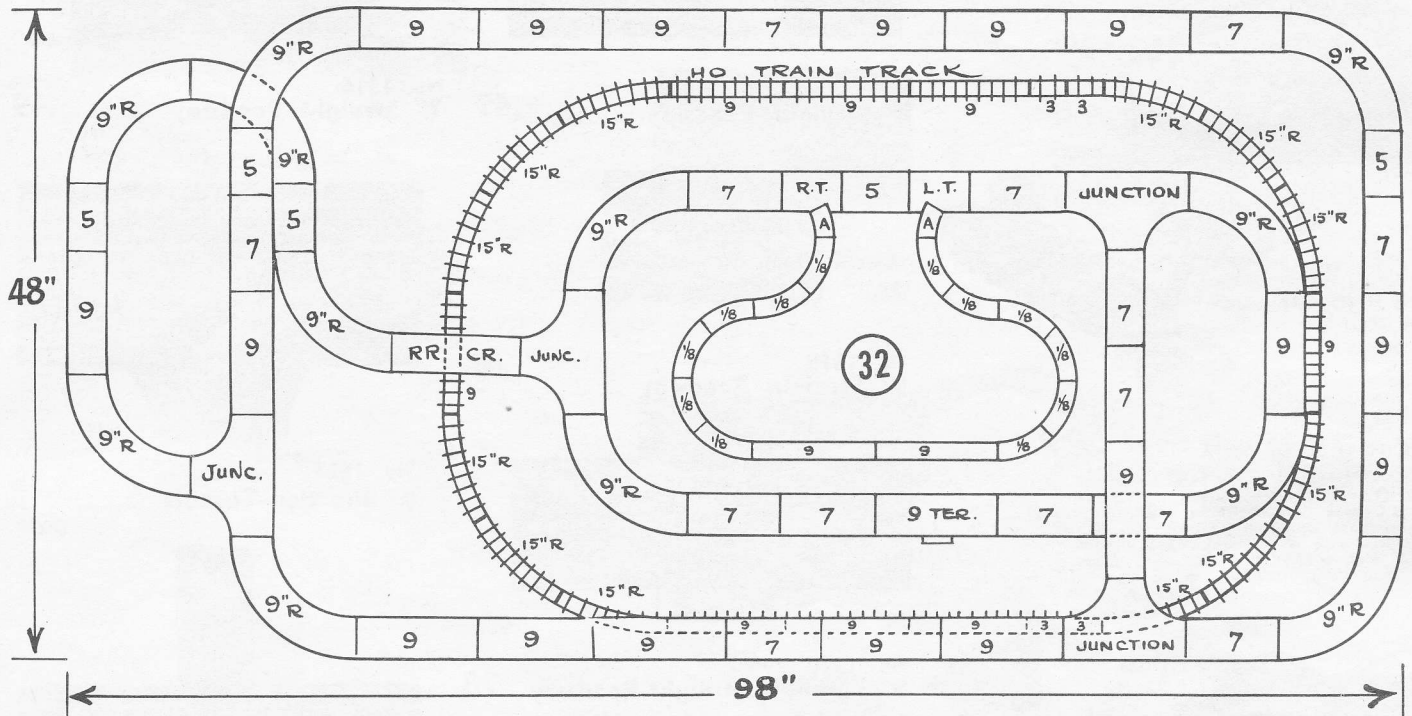 9 9 9 7 9 9 9 7
9"R 9"R
HO TRAIN TRACK
9 9 9 3 3
15"R 15"R 15"R
9"R
5 9"R 15"R 5
7 R.T. 5 L.T. 7 JUNCTION
5 5 9"R 9"R 15"R
A A
7 15"R 1/8 1/8 7
48"
9 9"R 1/8 1/8 1/8 1/8 7
9 RR. CR. JUNC. 1/8 32 1/8 9 9 9
9 1/8 1/8 7
9"R 1/8 9 9 1/8
JUNC. 15"R 9"R 9 9"R 15"R 9
7 7 9 TER. 7 7
15"R 15"R
9"R 15"R 15"R 9"R
9 9 9 3 3
9 9 9 7 9 9 JUNCTION 7
98"